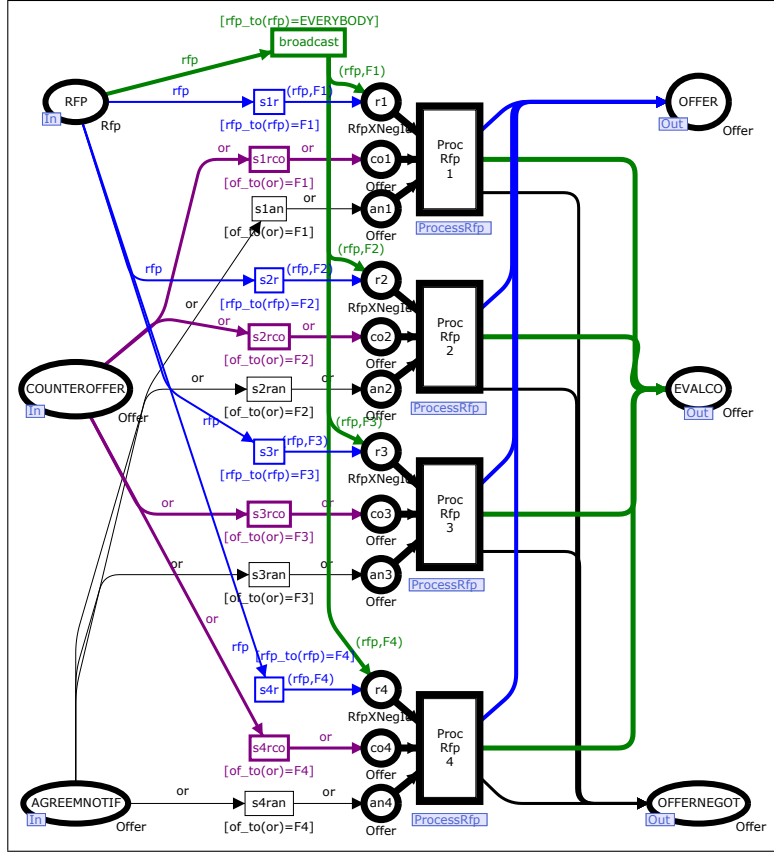 [rfp_to(rfp)=EVERYBODY]
broadcast
rfp
(rfp,F1)
RFP
In
Rfp
rfp
s1r
(rfp,F1)
r1
[rfp_to(rfp)=F1]
RfpXNegId
OFFER
Out
Offer
or
s1rco
or
co1
[of_to(or)=F1]
Offer
Proc
Rfp
1
s1an
or
an1
[of_to(or)=F1]
Offer
ProcessRfp
(rfp,F2)
rfp
s2r
(rfp,F2)
r2
[rfp_to(rfp)=F2]
RfpXNegId
or
or
s2rco
or
co2
[of_to(or)=F2]
Offer
Proc
Rfp
2
COUNTEROFFER
In
Offer
or
s2ran
or
an2
[of_to(or)=F2]
Offer
ProcessRfp
EVALCO
Out
Offer
(rfp,F3)
rfp
s3r
(rfp,F3)
r3
[rfp_to(rfp)=F3]
RfpXNegId
or
s3rco
or
co3
[of_to(or)=F3]
Offer
Proc
Rfp
3
or
s3ran
or
an3
[of_to(or)=F3]
Offer
ProcessRfp
or
(rfp,F4)
rfp
[rfp_to(rfp)=F4]
s4r
(rfp,F4)
r4
RfpXNegId
s4rco
or
co4
[of_to(or)=F4]
Offer
Proc
Rfp
4
AGREEMNOTIF
In
Offer
or
s4ran
or
an4
[of_to(or)=F4]
Offer
ProcessRfp
OFFERNEGOT
Out
Offer